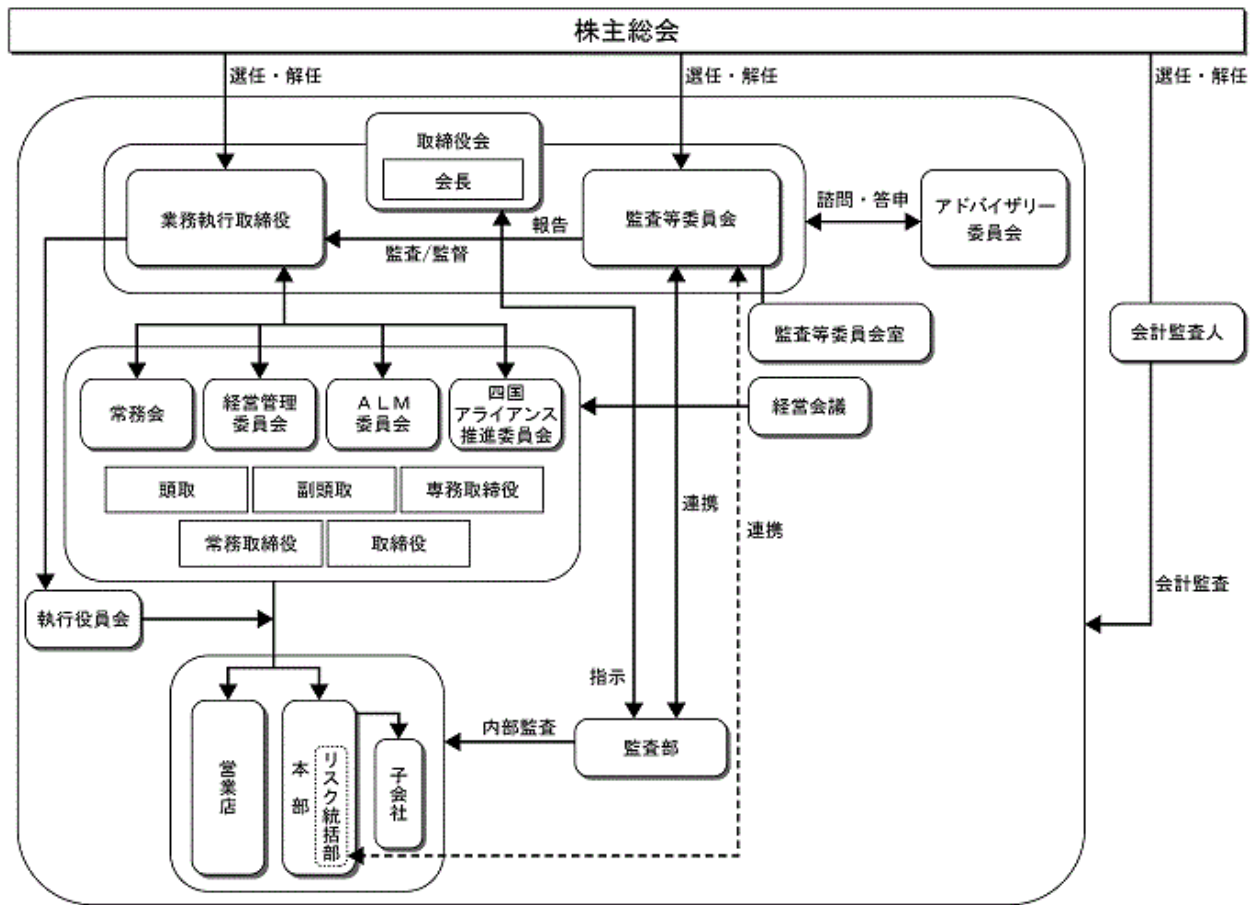 株主総会
選任・解任
選任・解任
選任・解任
取締役会
会長
業務執行取締役
監査等委員会
諮問・答申
アドバイザリー
委員会
報告
監査/監督
監査等委員会室
会計監査人
常務会
経営管理
委員会
ＡＬＭ
委員会
四国
アライアンス
推進委員会
経営会議
頭取
副頭取
専務取締役
常務取締役
取締役
連携
連携
執行役員会
会計監査
指示
内部監査
監査部
営業店
本部
リスク統括部
子会社